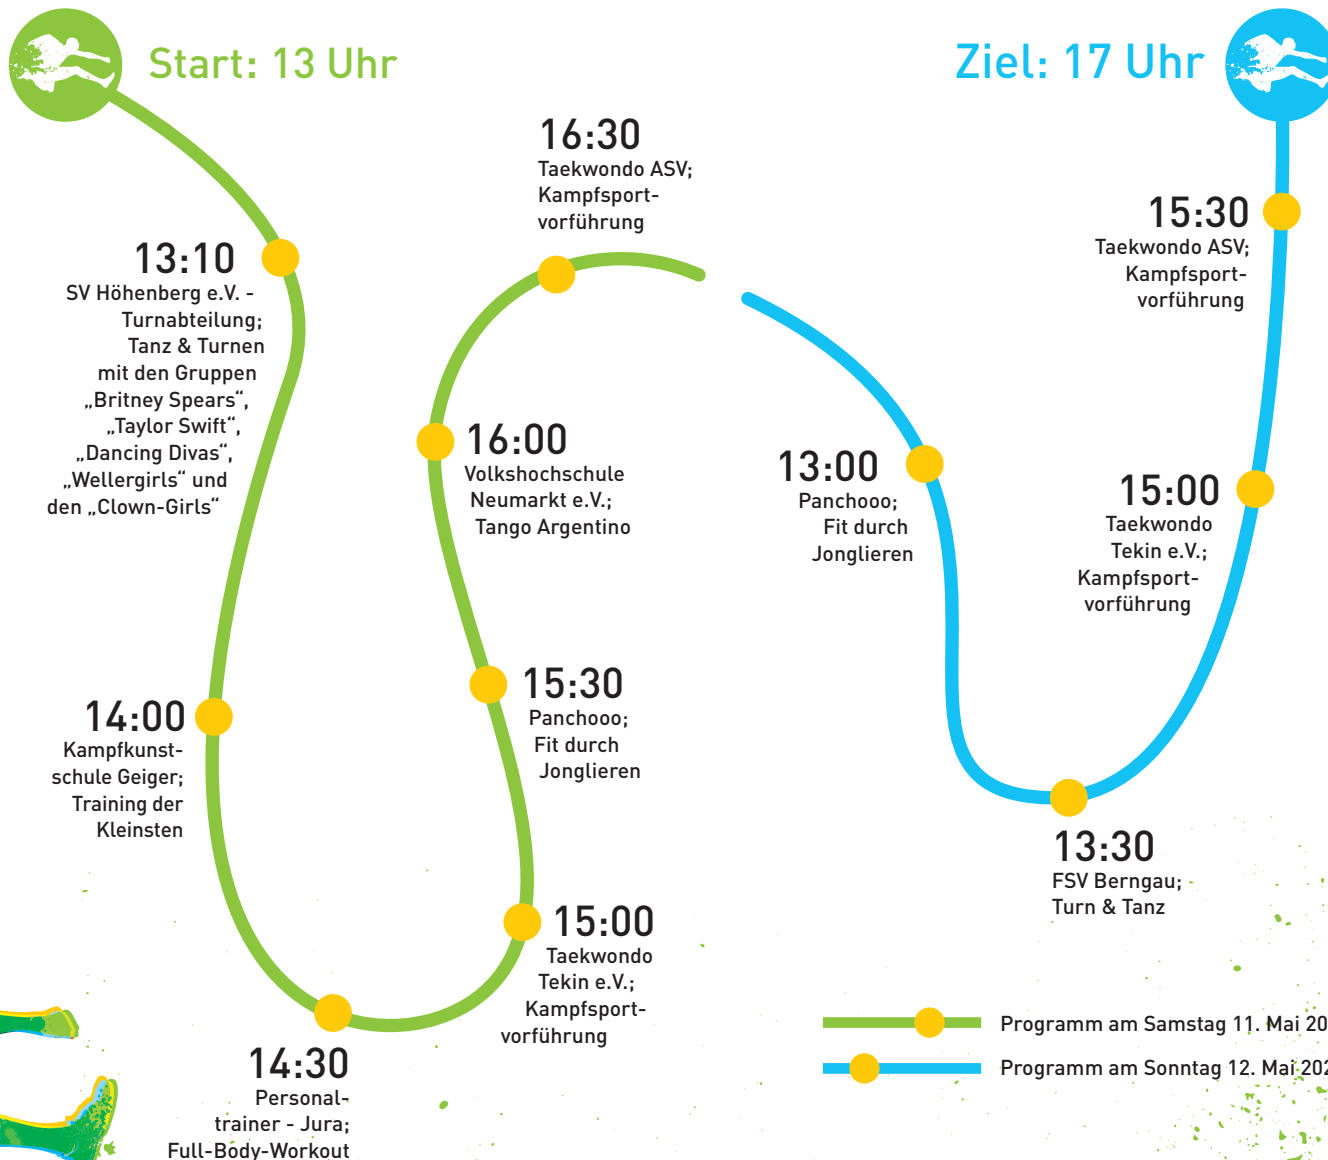 Start: 13 Uhr
Ziel: 17 Uhr
13:10
SV Höhenberg e.V. -
Turnabteilung;
Tanz & Turnen
mit den Gruppen
„Britney Spears“,
„Taylor Swift“,
„Dancing Divas“,
„Wellergirls“ und
den „Clown-Girls“
14:00
Kampfkunst-
schule Geiger;
Training der
Kleinsten
14:30
Personal-
trainer - Jura;
Full-Body-Workout
15:00
Taekwondo
Tekin e.V.;
Kampfsport-
vorführung
15:30
Panchooo;
Fit durch
Jonglieren
16:00
Volkshochschule
Neumarkt e.V.;
Tango Argentino
16:30
Taekwondo ASV;
Kampfsport-
vorführung
13:00
Panchooo;
Fit durch
Jonglieren
13:30
FSV Berngau;
Turn & Tanz
15:00
Taekwondo
Tekin e.V.;
Kampfsport-
vorführung
15:30
Taekwondo ASV;
Kampfsport-
vorführung
Programm am Samstag 11. Mai
Programm am Sonntag 12. Mai